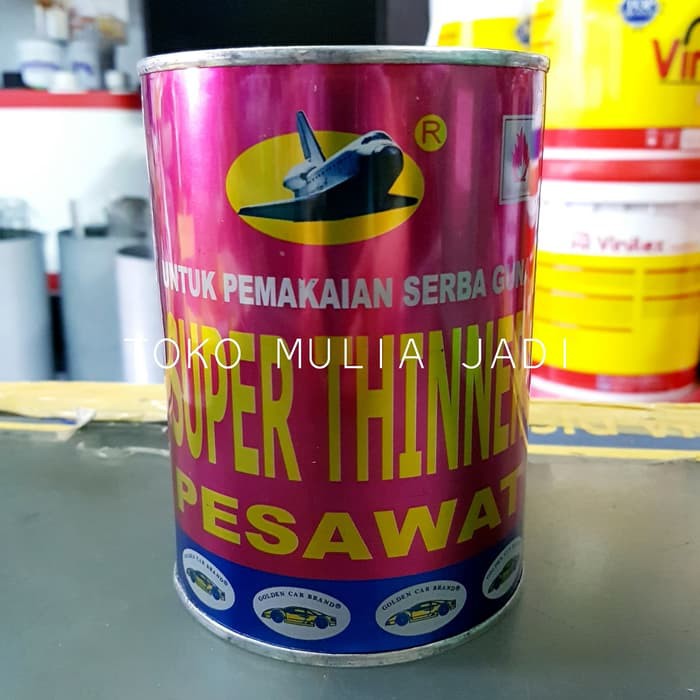 ®
UNTUK PEMAKAIAN SERBA GUNA
TOKO MULIA JADI
SUPER THINNER
PESAWAT
GOLDEN CAR BRAND®
GOLDEN CAR BRAND®
Vinilex